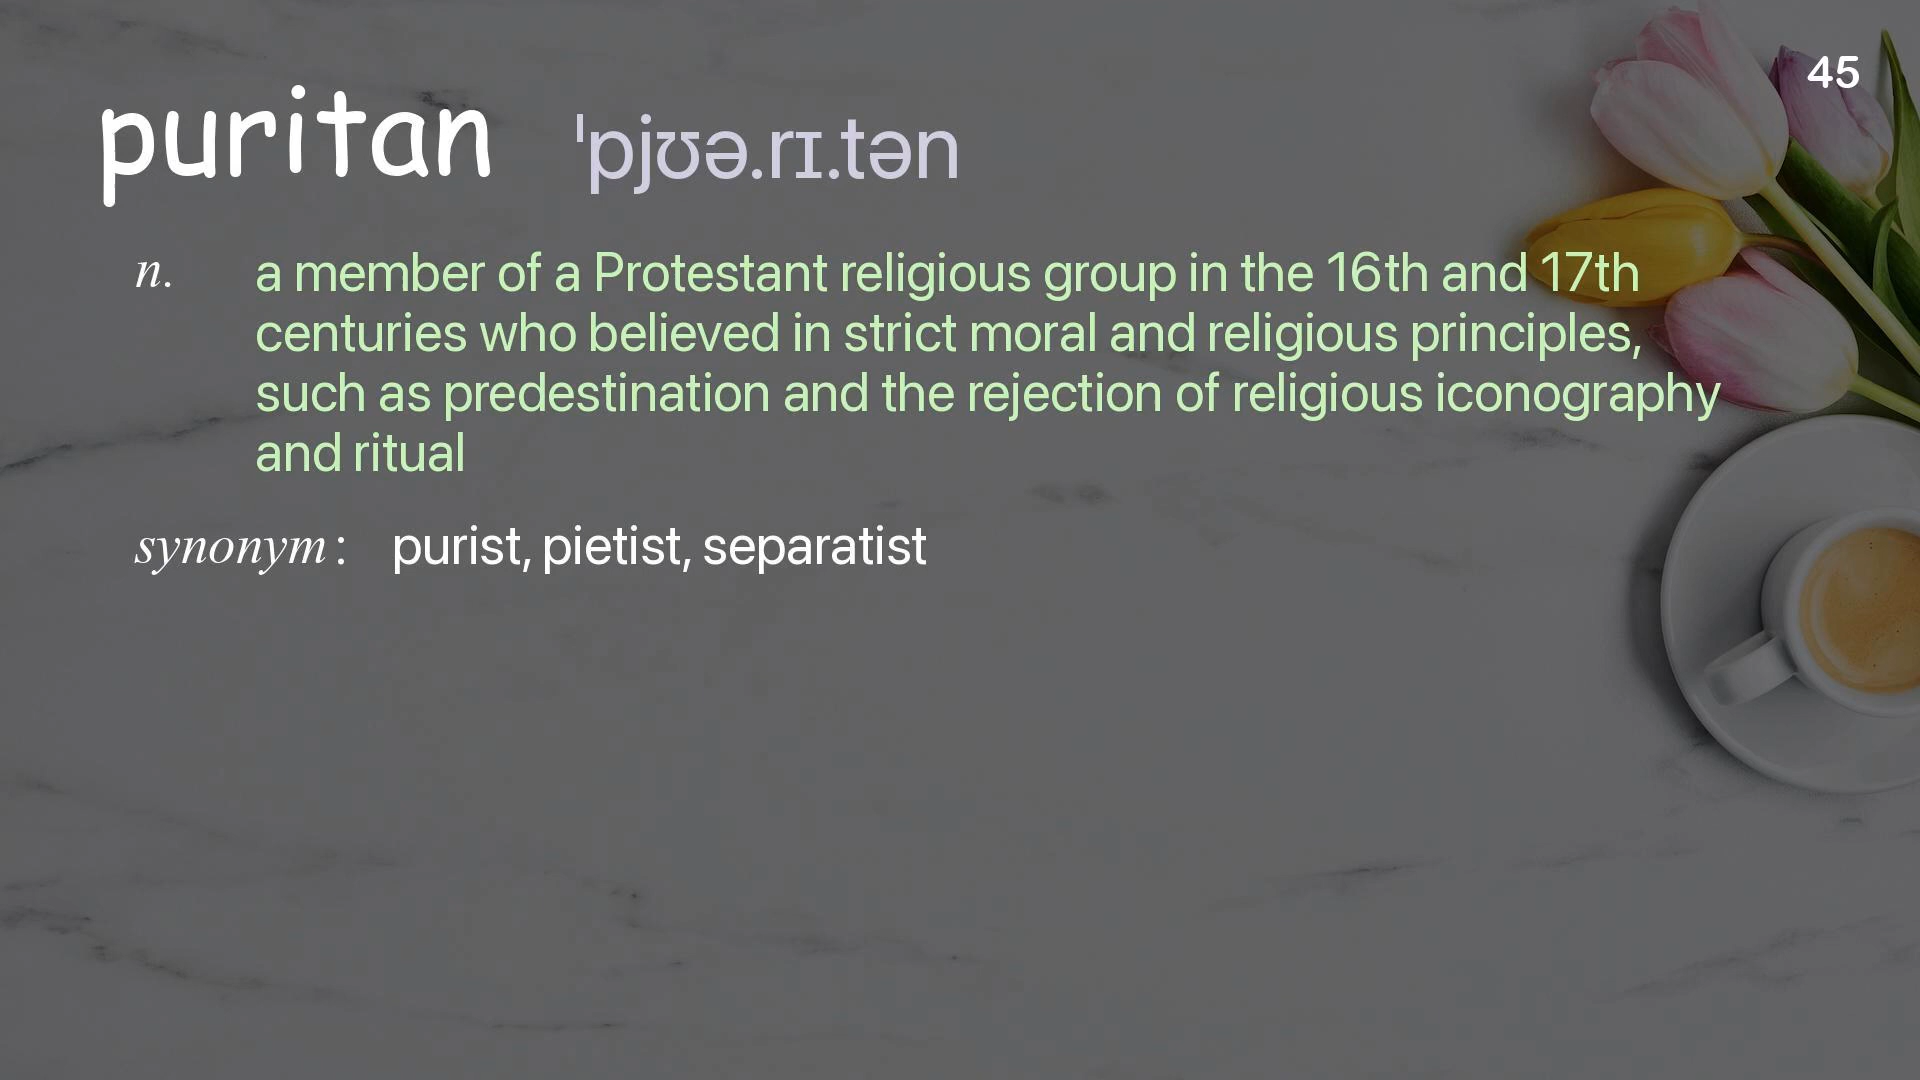 45
puritan ˈpjʊə.rɪ.tən
n. a member of a Protestant religious group in the 16th and 17th
centuries who believed in strict moral and religious principles,
such as predestination and the rejection of religious iconography
and ritual
synonym: purist, pietist, separatist